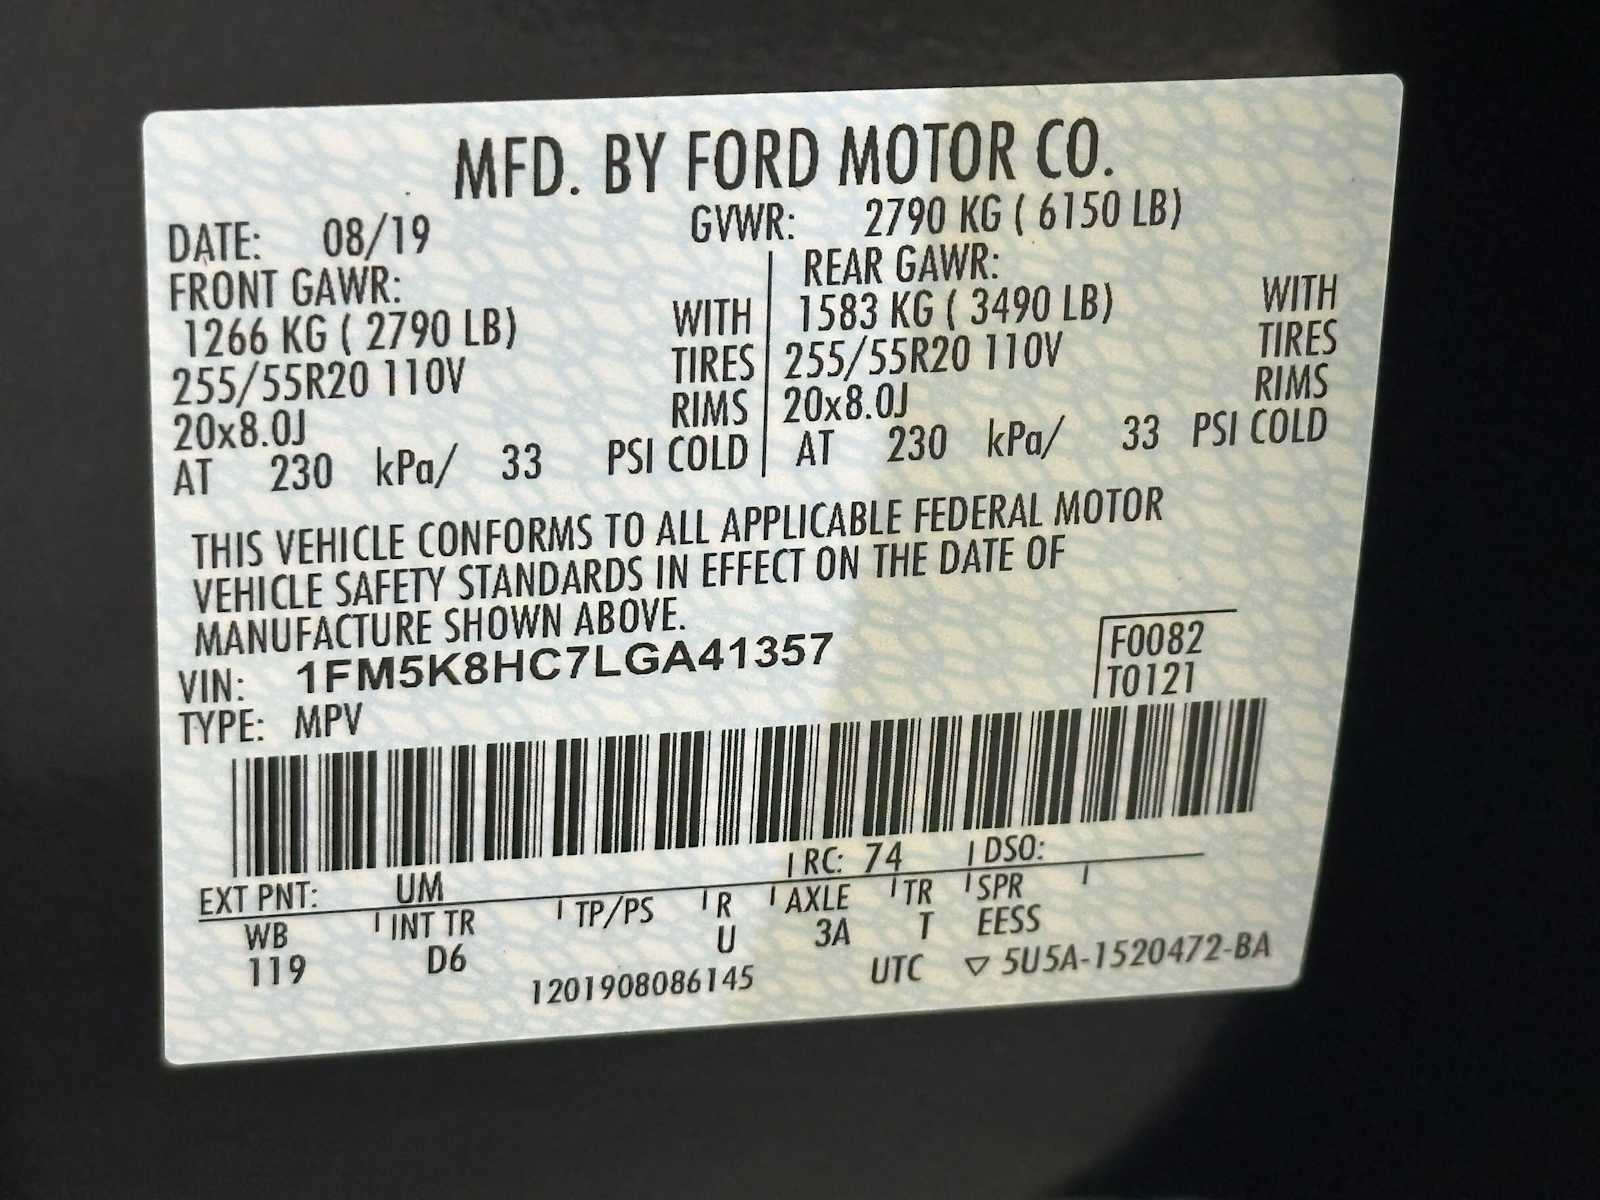 MFD. BY FORD MOTOR CO.
DATE: 08/19 GVWR: 2790 KG ( 6150 LB)
FRONT GAWR: REAR GAWR:
1266 KG ( 2790 LB) WITH 1583 KG ( 3490 LB) WITH
255/55R20 110V TIRES 255/55R20 110V TIRES
20x8.0J RIMS 20x8.0J RIMS
AT 230 kPa/ 33 PSI COLD AT 230 kPa/ 33 PSI COLD
THIS VEHICLE CONFORMS TO ALL APPLICABLE FEDERAL MOTOR
VEHICLE SAFETY STANDARDS IN EFFECT ON THE DATE OF
MANUFACTURE SHOWN ABOVE.
VIN: 1FM5K8HC7LGA41357 F0082
TYPE: MPV T0121
EXT PNT: UM RC: 74 DSO:
WB INT TR TP/PS R AXLE TR SPR
119 D6 U 3A T EESS
1201908086145 UTC ▽ 5U5A-1520472-BA